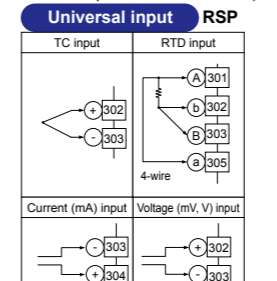 Universal input RSP
TC input
RTD input
+ 302
- 303
A 301
b 302
B 303
a 305
4-wire
Current (mA) input
Voltage (mV, V) input
- 303
+ 304
+ 302
- 303